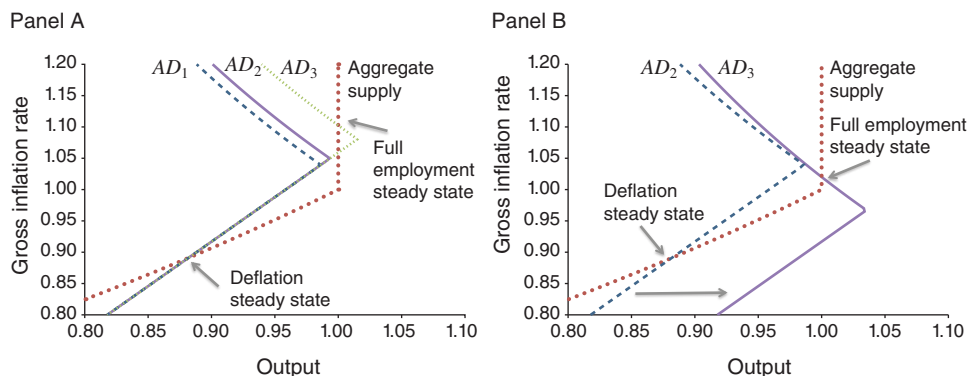 Panel A
Gross inflation rate
1.20
1.15
1.10
1.05
1.00
0.95
0.90
0.85
0.80
AD1
AD2
AD3
Aggregate
supply
Full
employment
steady state
Deflation
steady state
0.80 0.85 0.90 0.95 1.00 1.05 1.10
Output
Panel B
Gross inflation rate
1.20
1.15
1.10
1.05
1.00
0.95
0.90
0.85
0.80
AD2
AD3
Aggregate
supply
Full employment
steady state
Deflation
steady state
0.80 0.85 0.90 0.95 1.00 1.05 1.10
Output